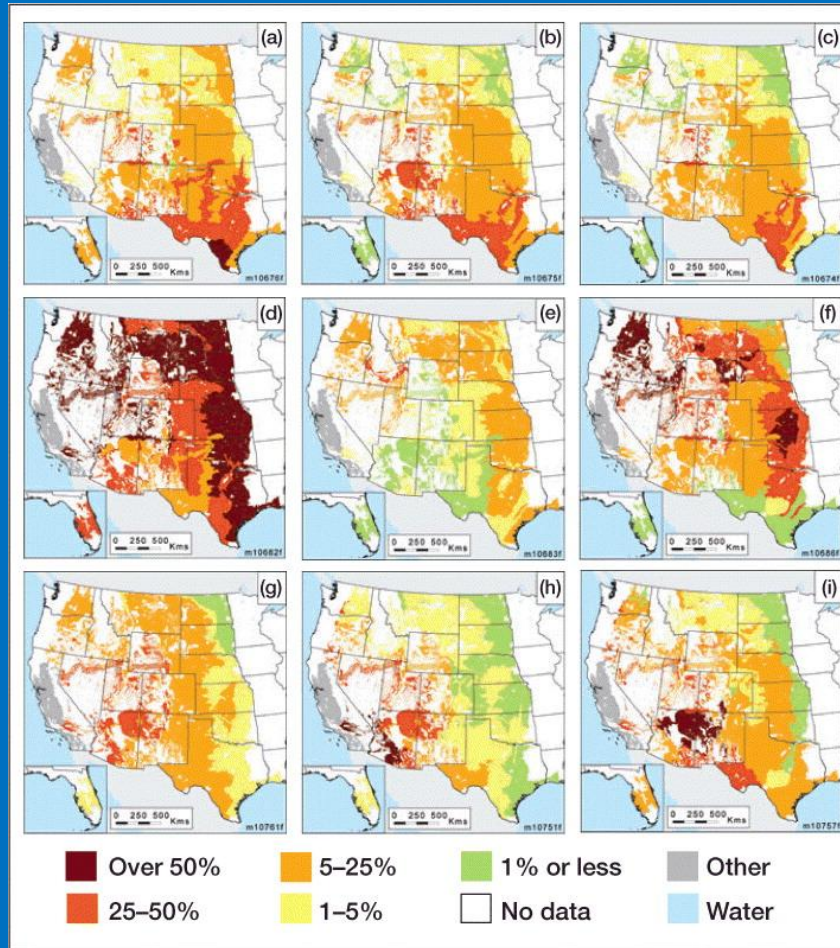 (a) (b) (c)
0 250 500 0 250 500 0 250 500
Kms Kms Kms
m10676f m10675f m10674f
(d) (e) (f)
0 250 500 0 250 500 0 250 500
Kms Kms Kms
m10682f m10683f m10686f
(g) (h) (i)
0 250 500 0 250 500 0 250 500
Kms Kms Kms
m10761f m10751f m10757f
Over 50% 5–25% 1% or less Other
25–50% 1–5% No data Water